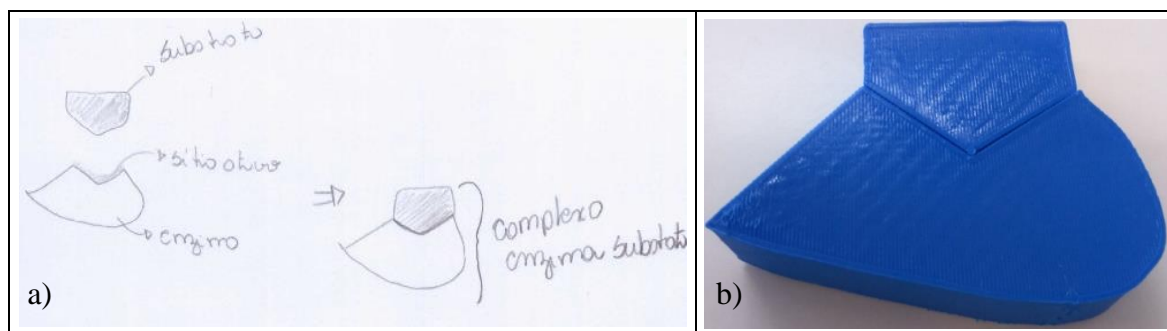 substrato
sítio ativo
enzima
⇒
complexo
enzima substrato
a)
b)